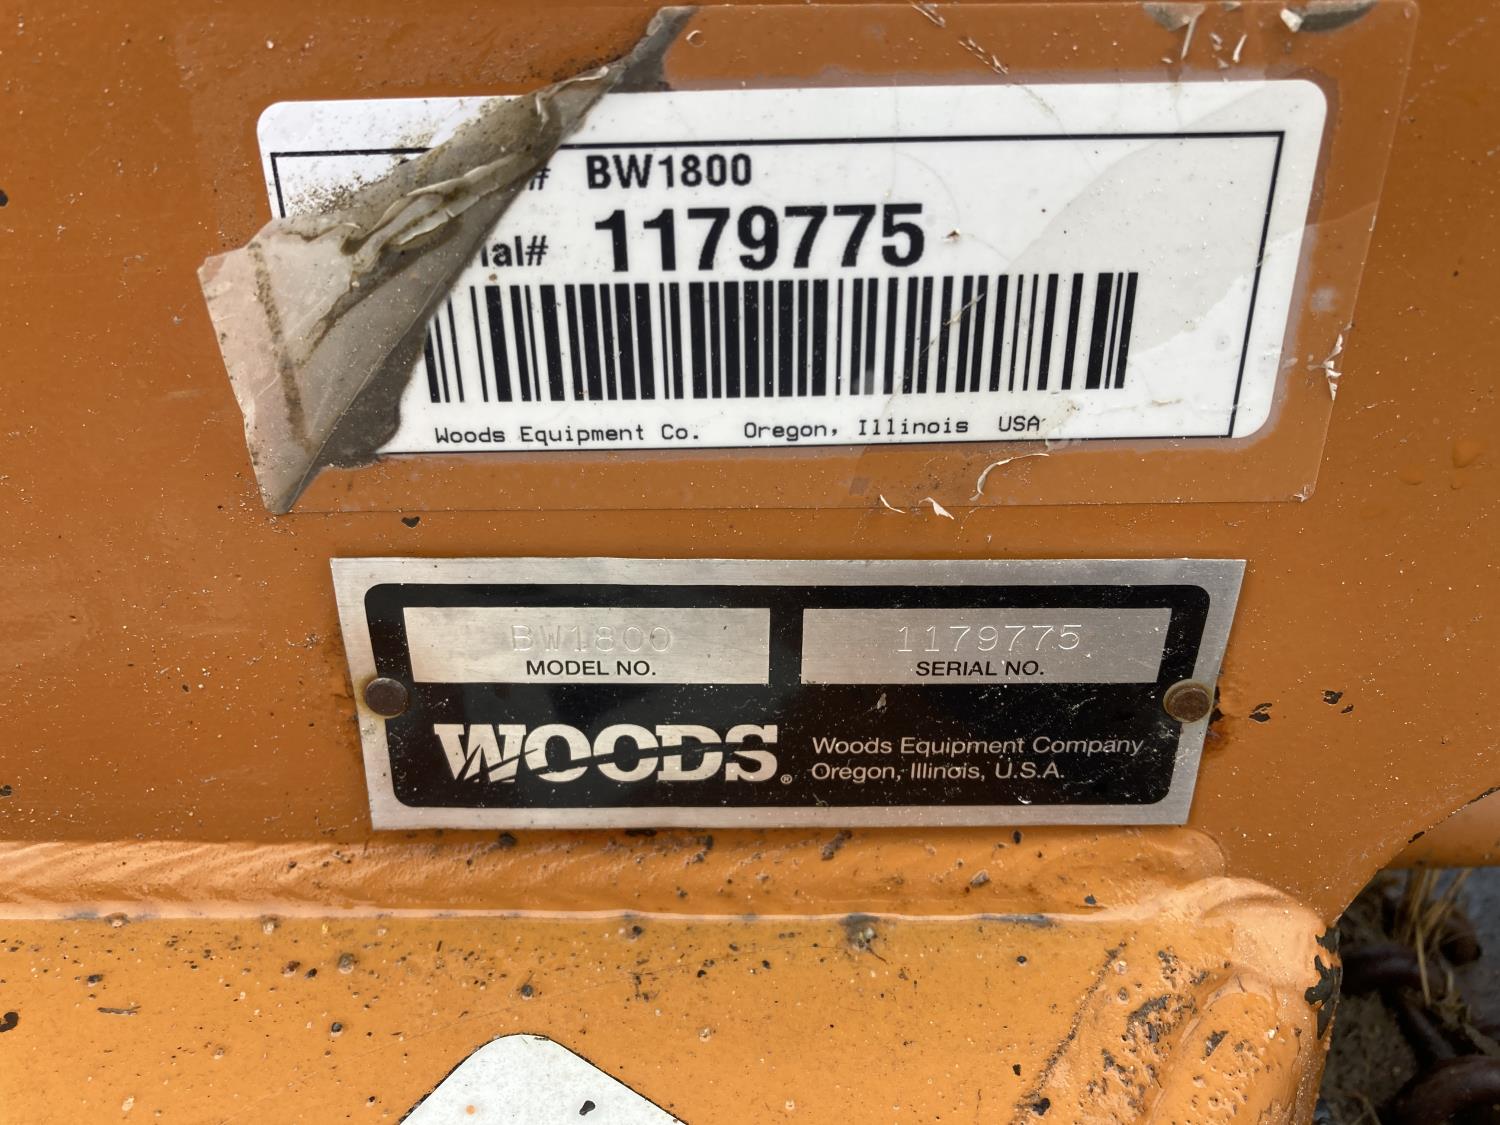 # BW1800
ial# 1179775
Woods Equipment Co. Oregon, Illinois USA
BW1800 1179775
MODEL NO. SERIAL NO.
WOODS®
Woods Equipment Company
Oregon, Illinois, U.S.A.